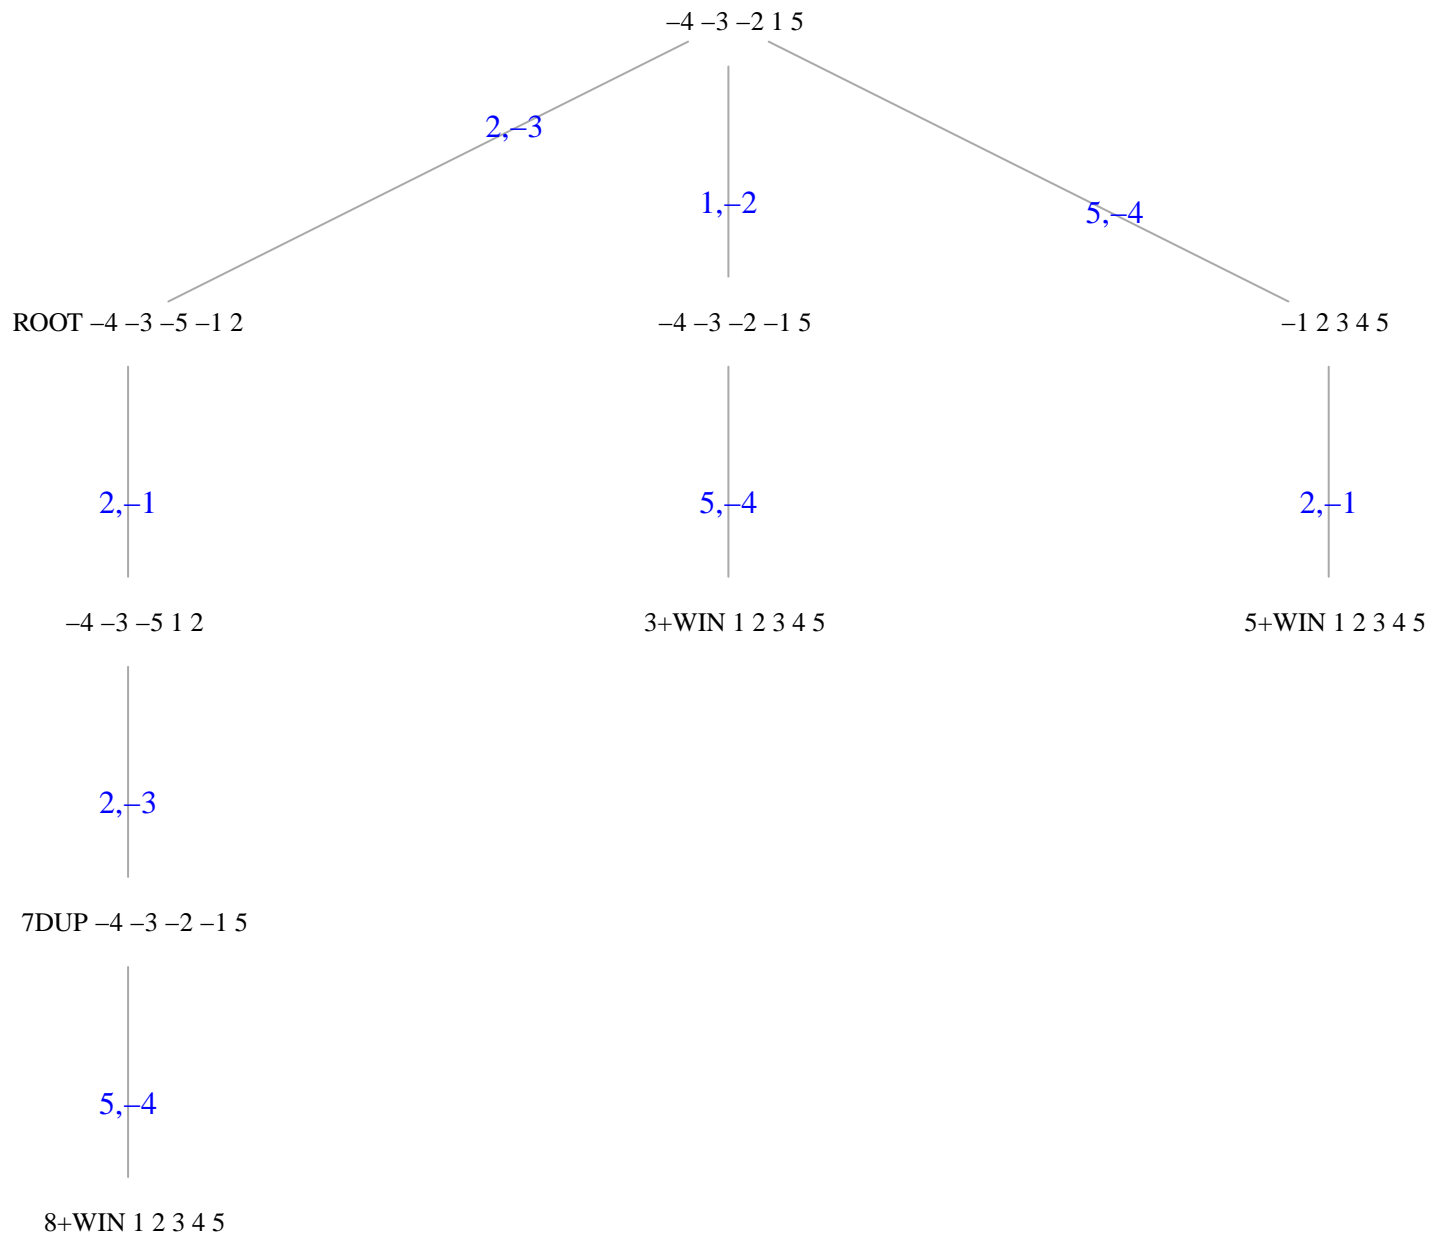 –4 –3 –2 1 5
2,–3
1,–2
5,–4
ROOT –4 –3 –5 –1 2
–4 –3 –2 –1 5
–1 2 3 4 5
2,–1
5,–4
2,–1
–4 –3 –5 1 2
3+WIN 1 2 3 4 5
5+WIN 1 2 3 4 5
2,–3
7DUP –4 –3 –2 –1 5
5,–4
8+WIN 1 2 3 4 5